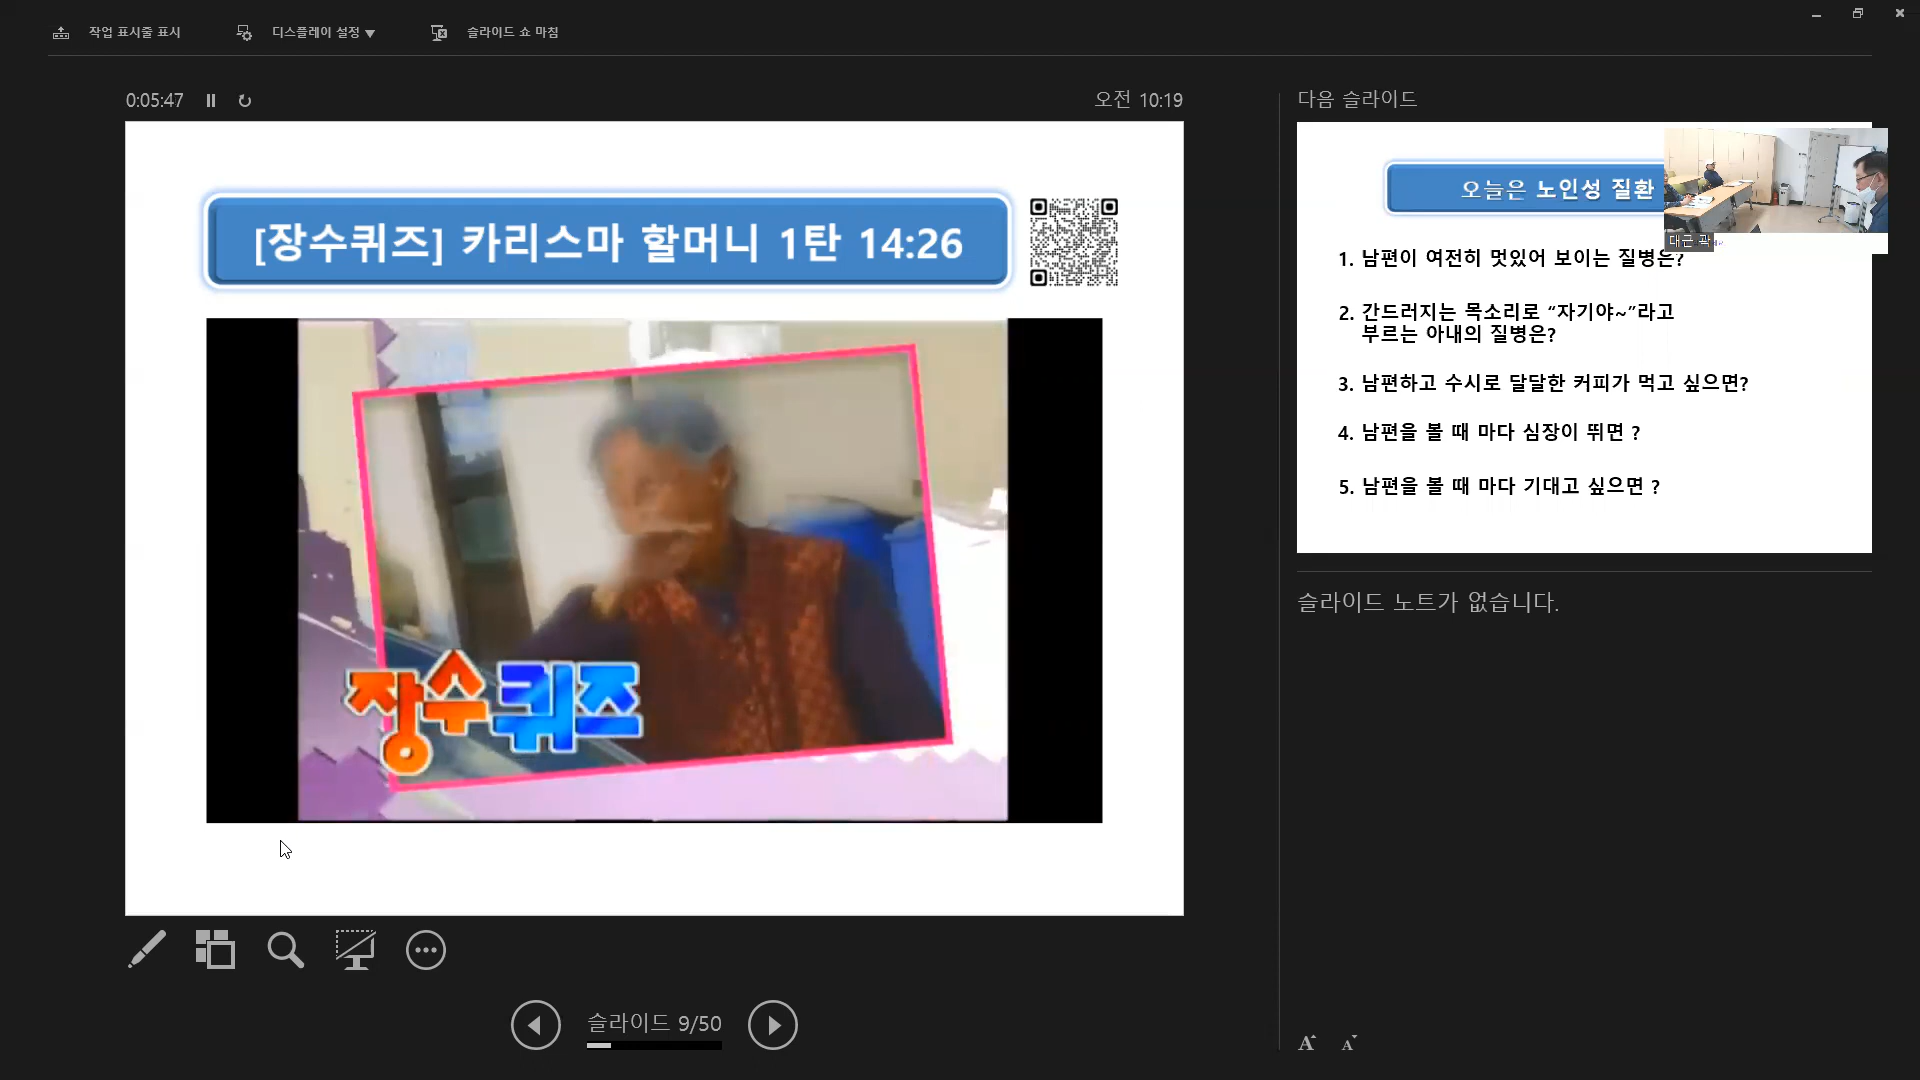 작업 표시줄 표시
디스플레이 설정 ▼
슬라이드 쇼 마침
0:05:47
오전 10:19
다음 슬라이드
[장수퀴즈] 카리스마 할머니 1탄 14:26
장수퀴즈
오늘은 노인성 질환
대근 곽
1. 남편이 여전히 멋있어 보이는 질병은?
2. 간드러지는 목소리로 “자기야~”라고
부르는 아내의 질병은?
3. 남편하고 수시로 달달한 커피가 먹고 싶으면?
4. 남편을 볼 때 마다 심장이 뛰면 ?
5. 남편을 볼 때 마다 기대고 싶으면 ?
슬라이드 노트가 없습니다.
슬라이드 9/50
A A